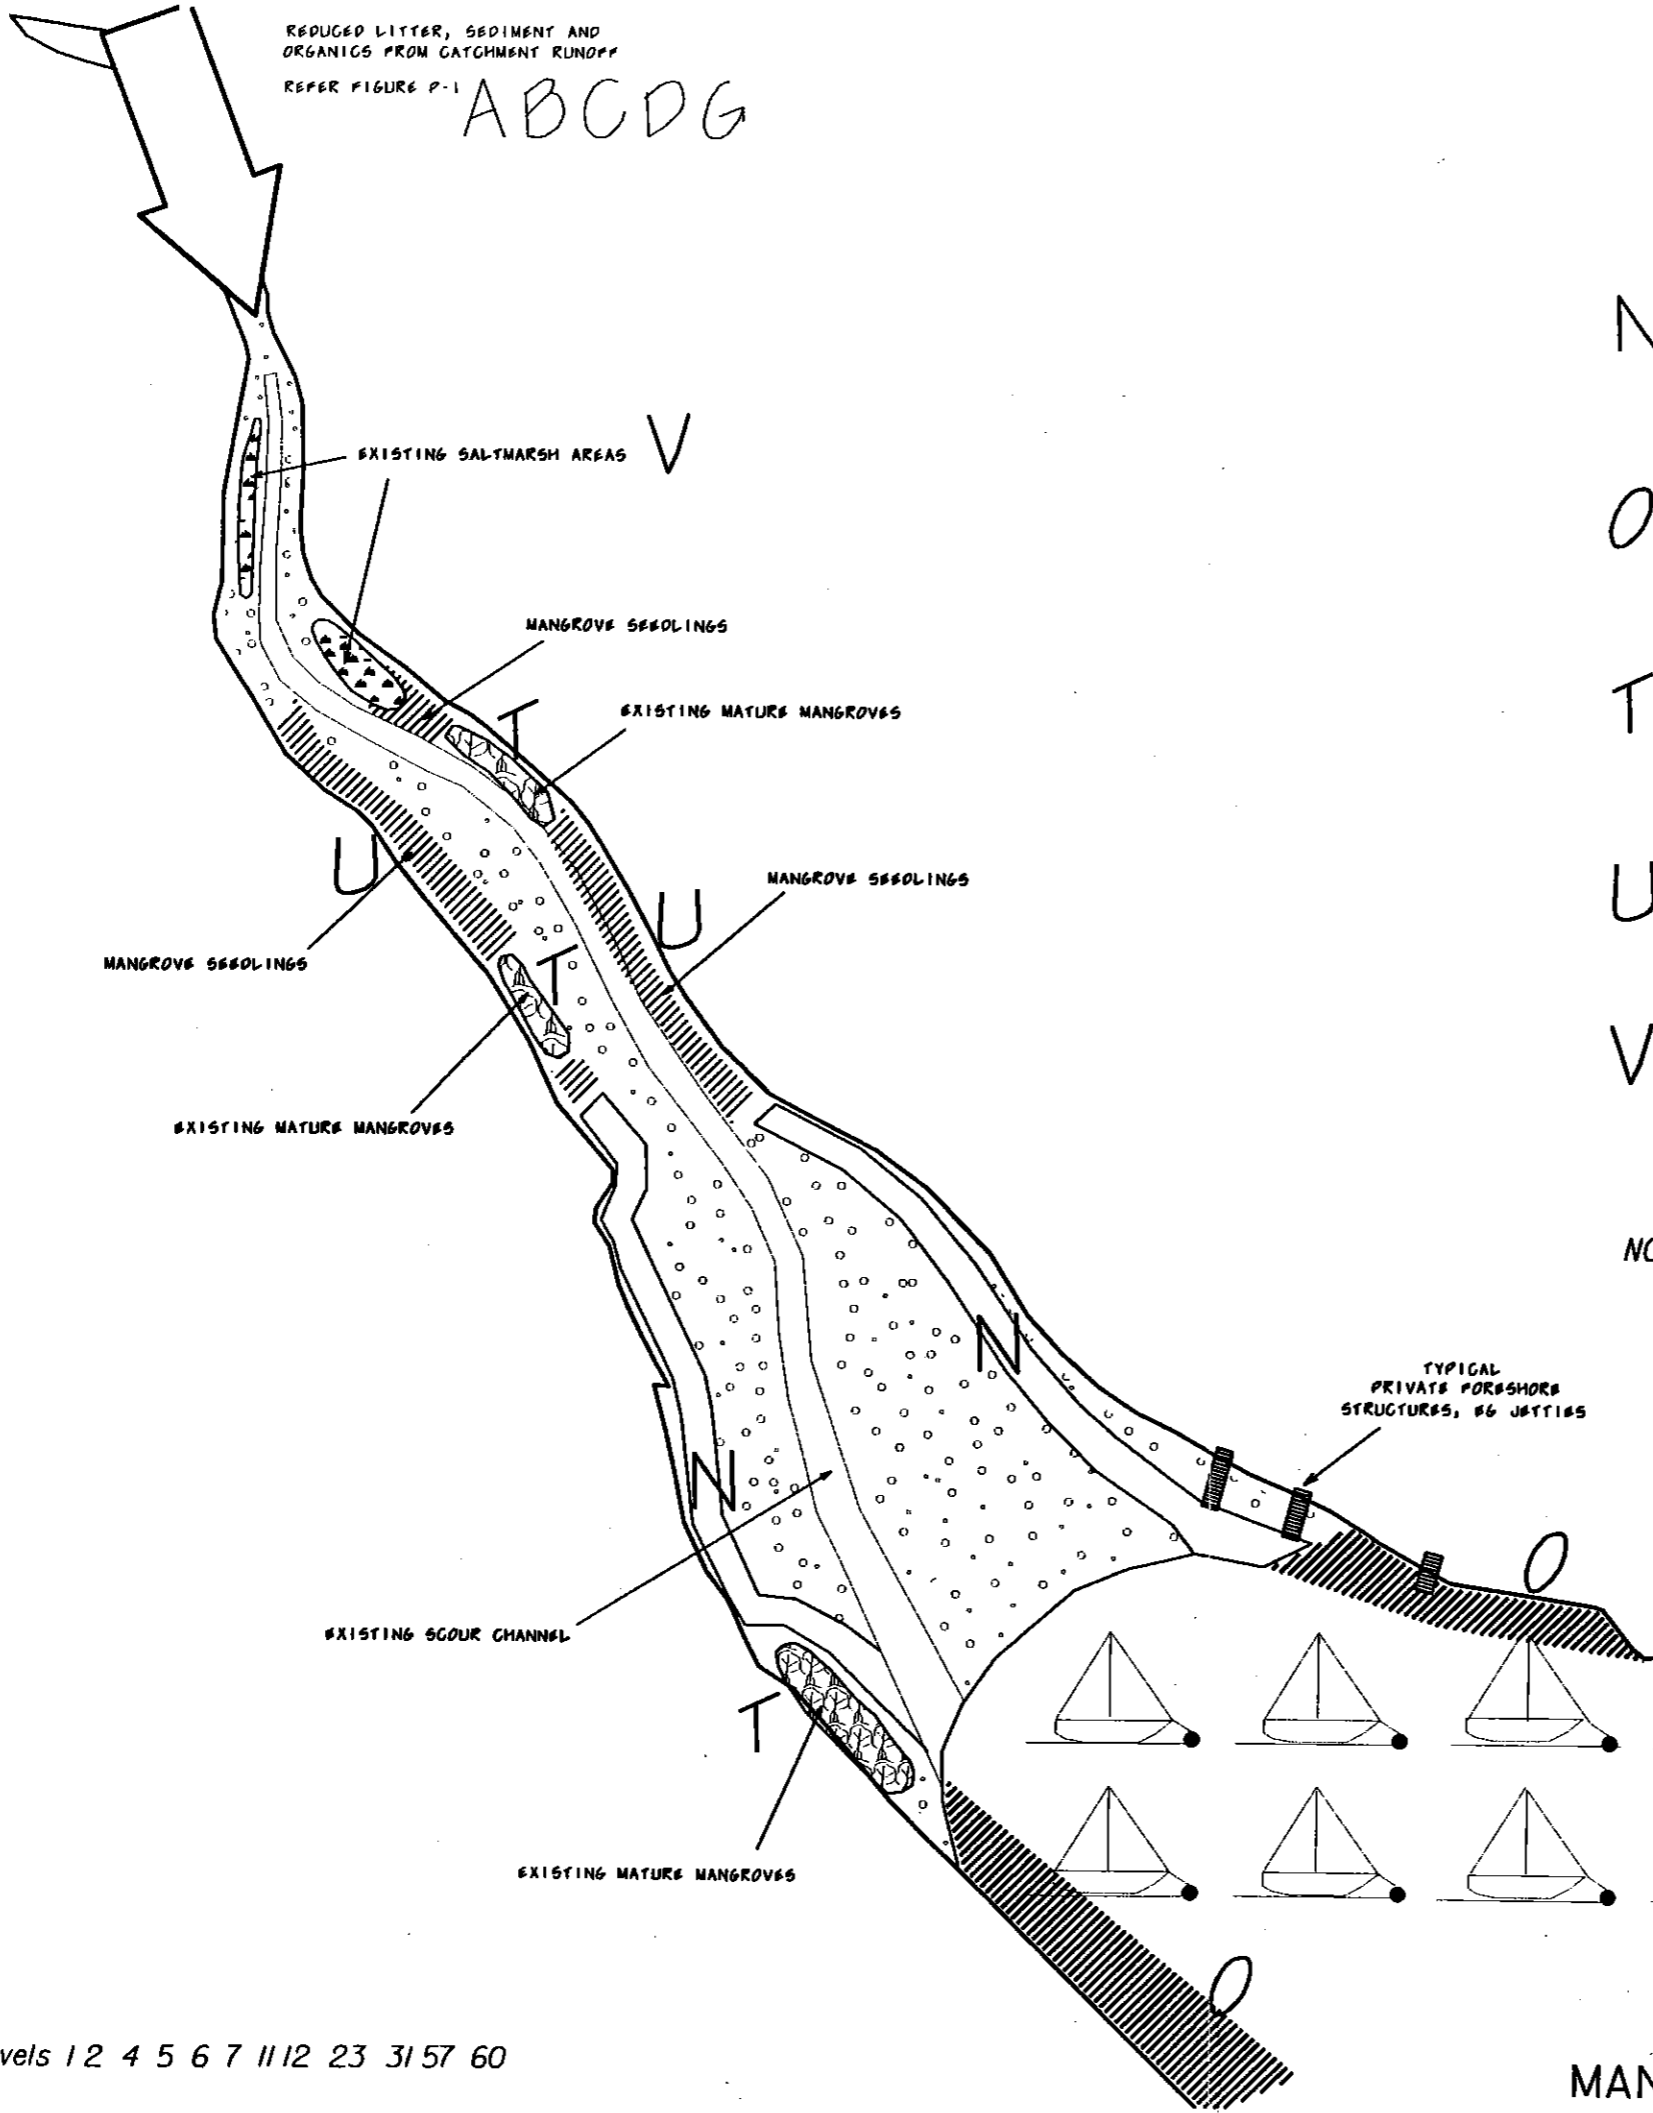 REDUCED LITTER, SEDIMENT AND
ORGANICS FROM CATCHMENT RUNOFF
REFER FIGURE P-1
ABCDG
N
V
EXISTING SALTMARSH AREAS
O
MANGROVE SEEDLINGS
T
EXISTING MATURE MANGROVES
T
U
U
MANGROVE SEEDLINGS
U
MANGROVE SEEDLINGS
T
V
EXISTING MATURE MANGROVES
NO
N
TYPICAL
PRIVATE FORESHORE
STRUCTURES, EG JETTIES
N
O
EXISTING SCOUR CHANNEL
T
EXISTING MATURE MANGROVES
O
vels 1 2 4 5 6 7 11 12 23 31 57 60
MAN